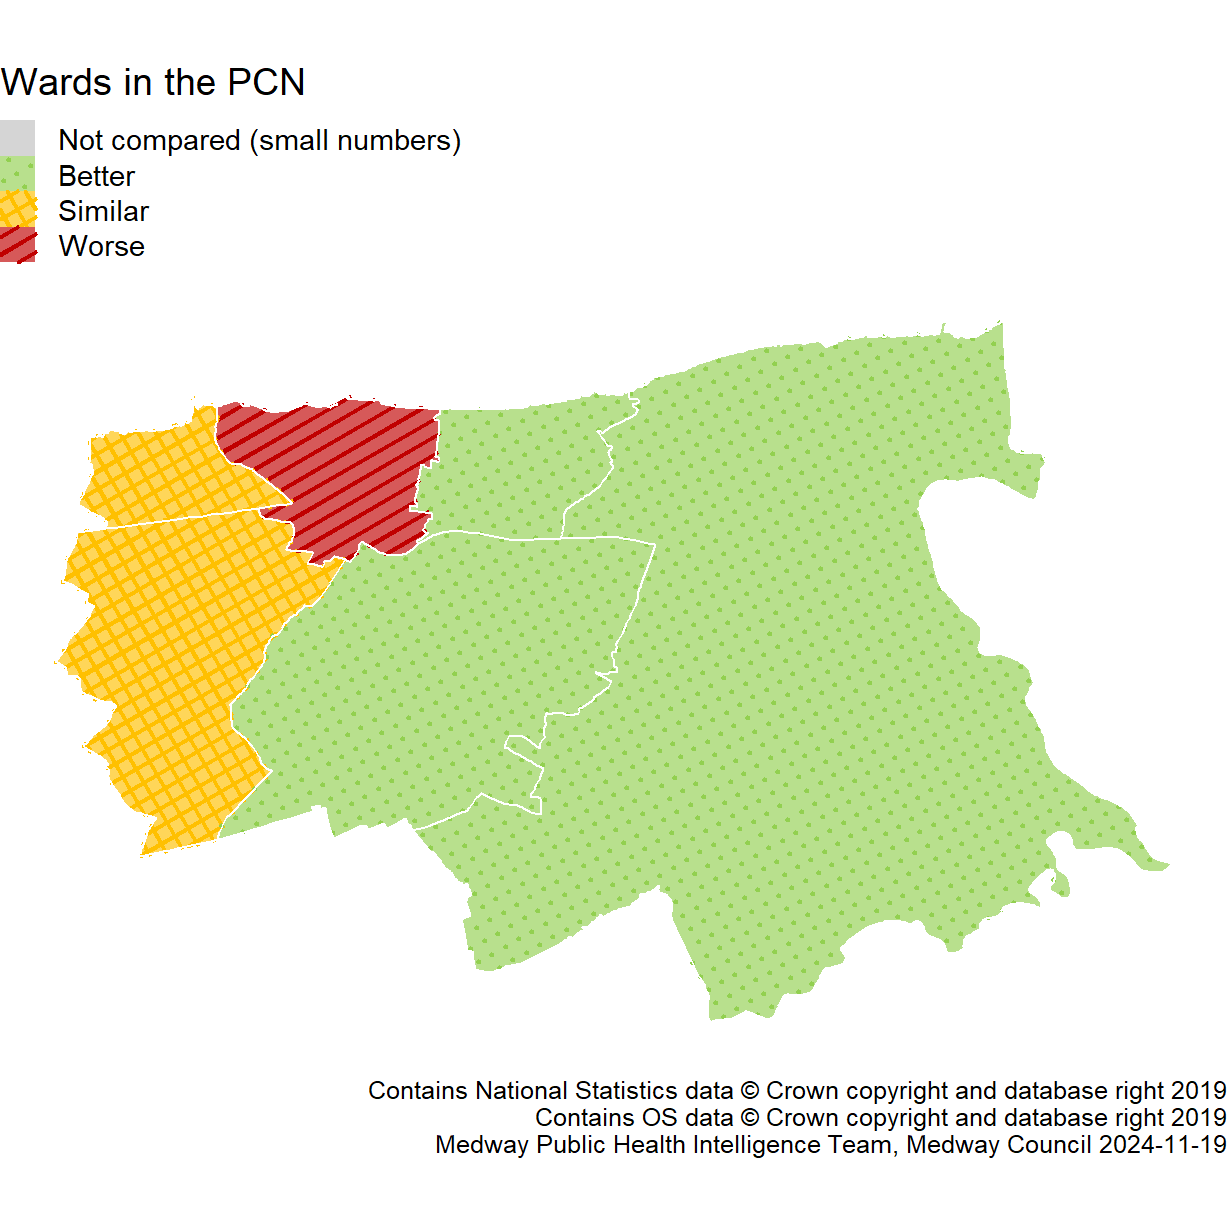 Wards in the PCN
Not compared (small numbers)
Better
Similar
Worse
Contains National Statistics data © Crown copyright and database right 2019
Contains OS data © Crown copyright and database right 2019
Medway Public Health Intelligence Team, Medway Council 2024-11-19